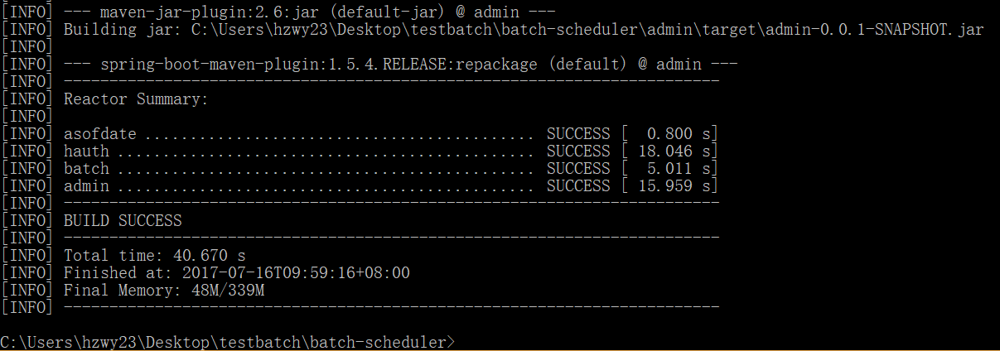 [INFO] --- maven-jar-plugin:2.6:jar (default-jar) @ admin ---
[INFO] Building jar: C:\Users\hzwy23\Desktop\testbatch\batch-scheduler\admin\target\admin-0.0.1-SNAPSHOT.jar
[INFO]
[INFO] --- spring-boot-maven-plugin:1.5.4.RELEASE:repackage (default) @ admin ---
[INFO] ------------------------------------------------------------------------
[INFO] Reactor Summary:
[INFO]
[INFO] asofdate ........................................... SUCCESS [  0.800 s]
[INFO] hauth .............................................. SUCCESS [ 18.046 s]
[INFO] batch .............................................. SUCCESS [  5.011 s]
[INFO] admin .............................................. SUCCESS [ 15.959 s]
[INFO] ------------------------------------------------------------------------
[INFO] BUILD SUCCESS
[INFO] ------------------------------------------------------------------------
[INFO] Total time: 40.670 s
[INFO] Finished at: 2017-07-16T09:59:16+08:00
[INFO] Final Memory: 48M/339M
[INFO] ------------------------------------------------------------------------
C:\Users\hzwy23\Desktop\testbatch\batch-scheduler>